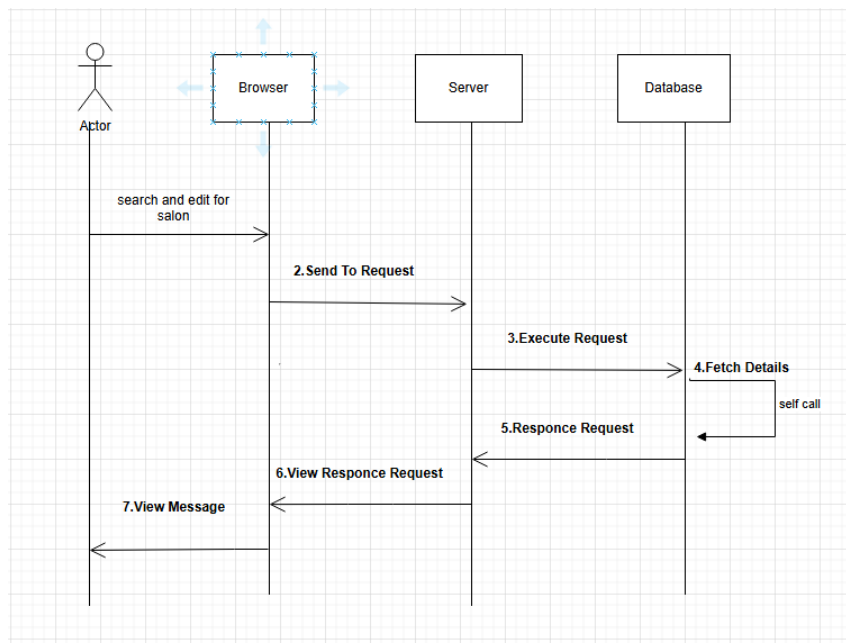 Browser
Server
Database
Actor
search and edit for
salon
2.Send To Request
3.Execute Request
4.Fetch Details
self call
5.Responce Request
6.View Responce Request
7.View Message